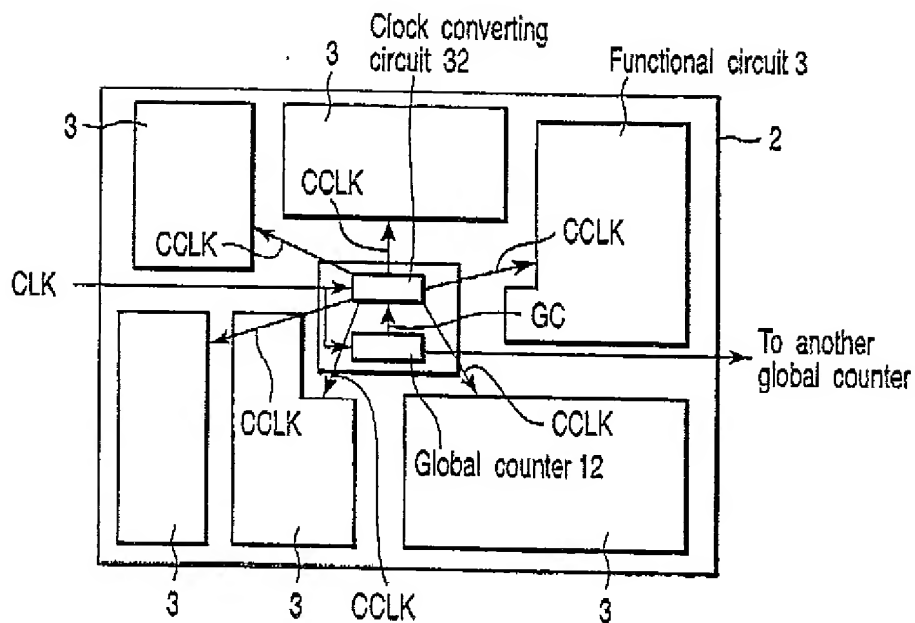 Clock converting
circuit 32
3
Functional circuit 3
3
2
CCLK
CCLK
CCLK
CLK
GC
To another
global counter
CCLK
CCLK
Global counter 12
3
3
CCLK
3